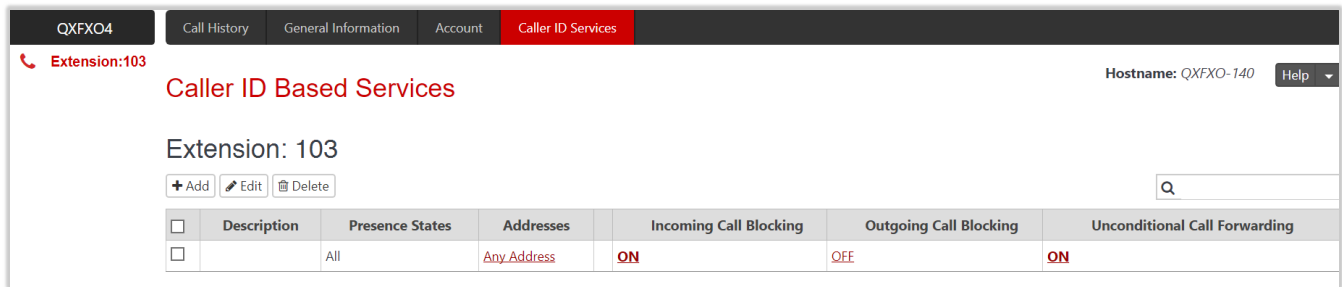 QXFXO4 Call History General Information Account Caller ID Services
Extension:103
Hostname: QXFXO-140 Help
Caller ID Based Services
Extension: 103
Add Edit Delete
Description Presence States Addresses Incoming Call Blocking Outgoing Call Blocking Unconditional Call Forwarding
All Any Address ON OFF ON